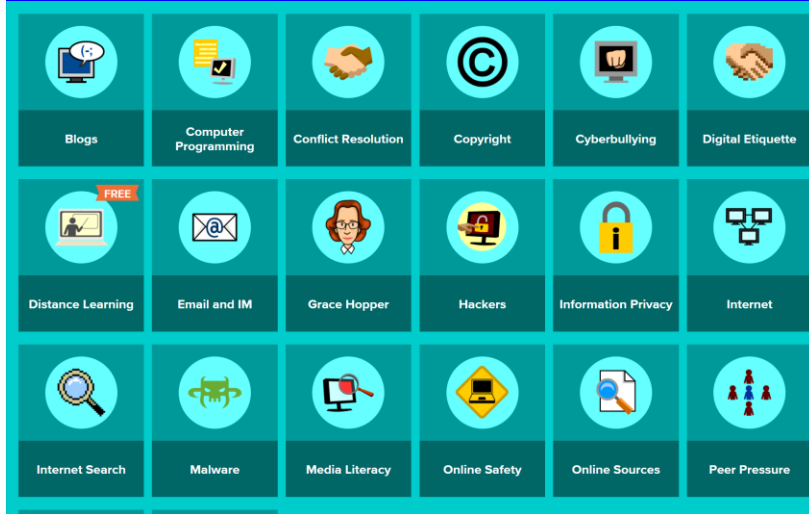 (-;
Blogs
Computer
Programming
Conflict Resolution
©
Copyright
Cyberbullying
Digital Etiquette
FREE
Distance Learning
@
Email and IM
Grace Hopper
Hackers
i
Information Privacy
Internet
Internet Search
Malware
Media Literacy
Online Safety
Online Sources
Peer Pressure